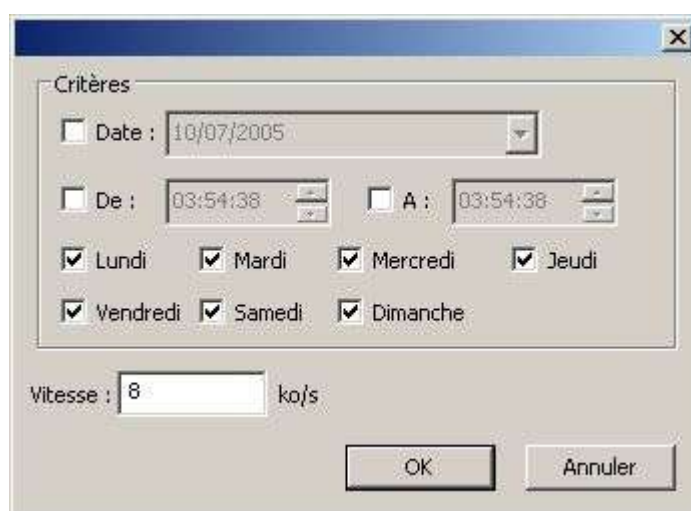 Critères
Date : 10/07/2005
De : 03:54:38 A : 03:54:38
Lundi Mardi Mercredi Jeudi
Vendredi Samedi Dimanche
Vitesse : 8 ko/s
OK Annuler